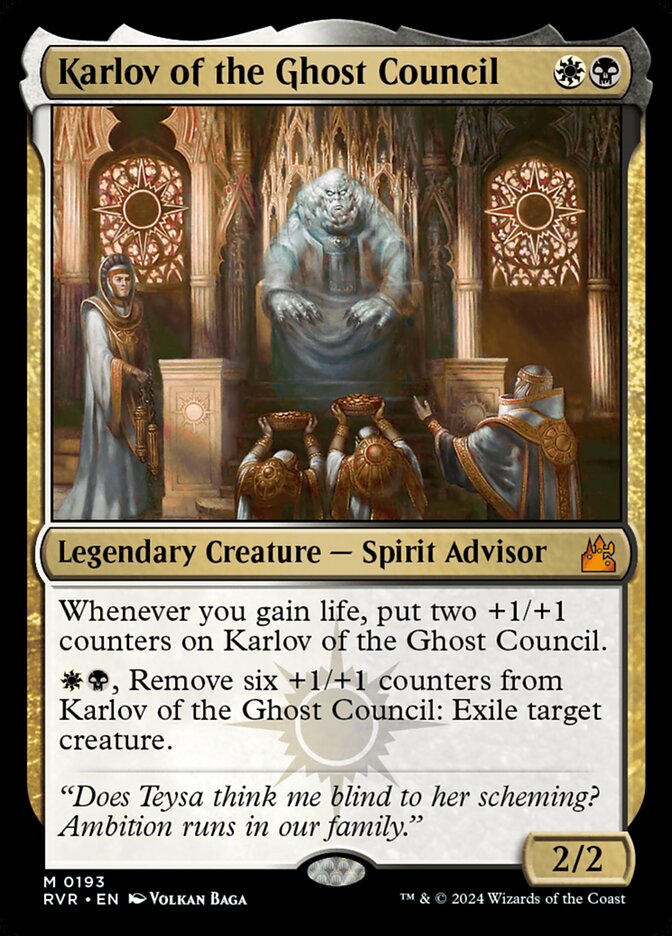 Karlov of the Ghost Council
Legendary Creature — Spirit Advisor
Whenever you gain life, put two +1/+1
counters on Karlov of the Ghost Council.
, Remove six +1/+1 counters from
Karlov of the Ghost Council: Exile target
creature.
“Does Teysa think me blind to her scheming?
Ambition runs in our family.”
2/2
M 0193
RVR • EN Volkan Baga
™ & © 2024 Wizards of the Coast